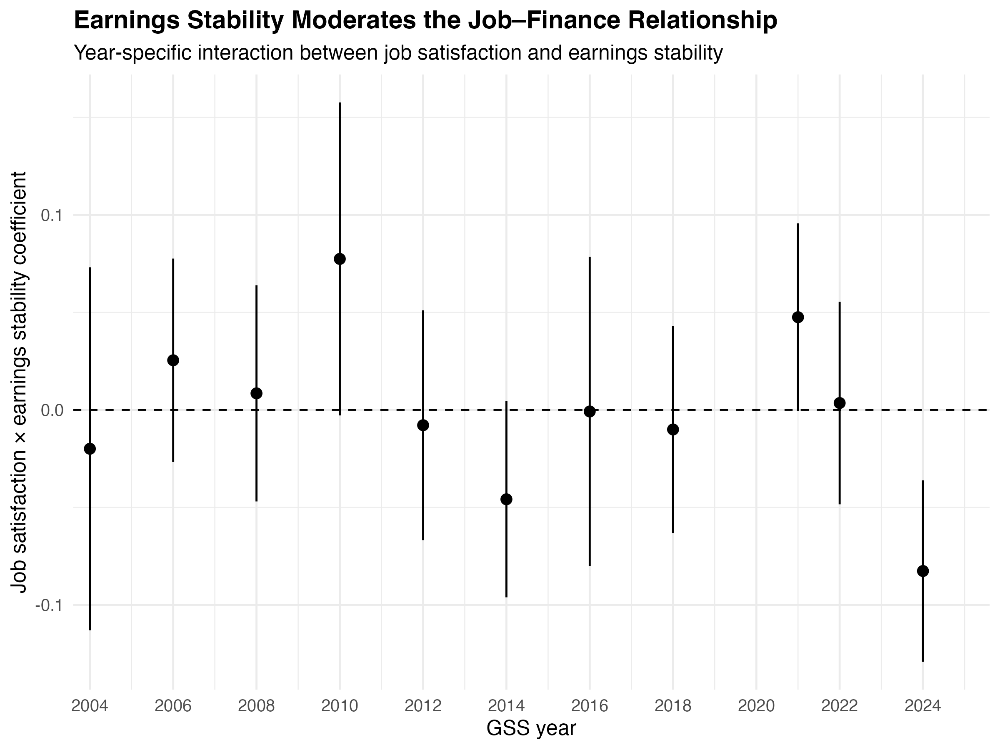 Earnings Stability Moderates the Job–Finance Relationship
Year-specific interaction between job satisfaction and earnings stability
Job satisfaction × earnings stability coefficient
0.1
0.0
-0.1
2004 2006 2008 2010 2012 2014 2016 2018 2020 2022 2024
GSS year